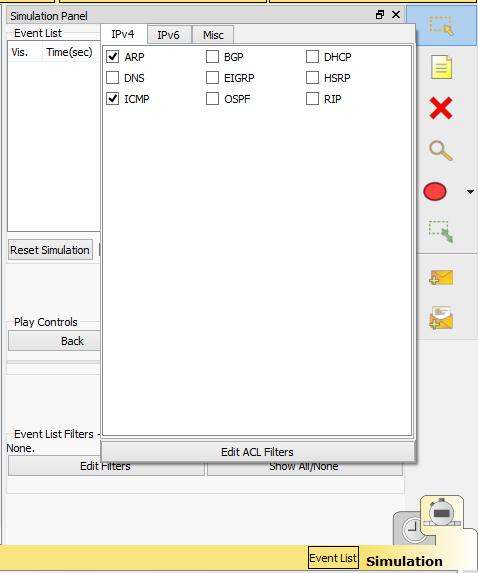 Simulation Panel
Event List
Vis. Time(sec)
IPv4 IPv6 Misc
ARP BGP DHCP
DNS EIGRP HSRP
ICMP OSPF RIP
Reset Simulation
Play Controls
Back
Event List Filters -
None.
Edit ACL Filters
Edit Filters Show All/None
Event List Simulation